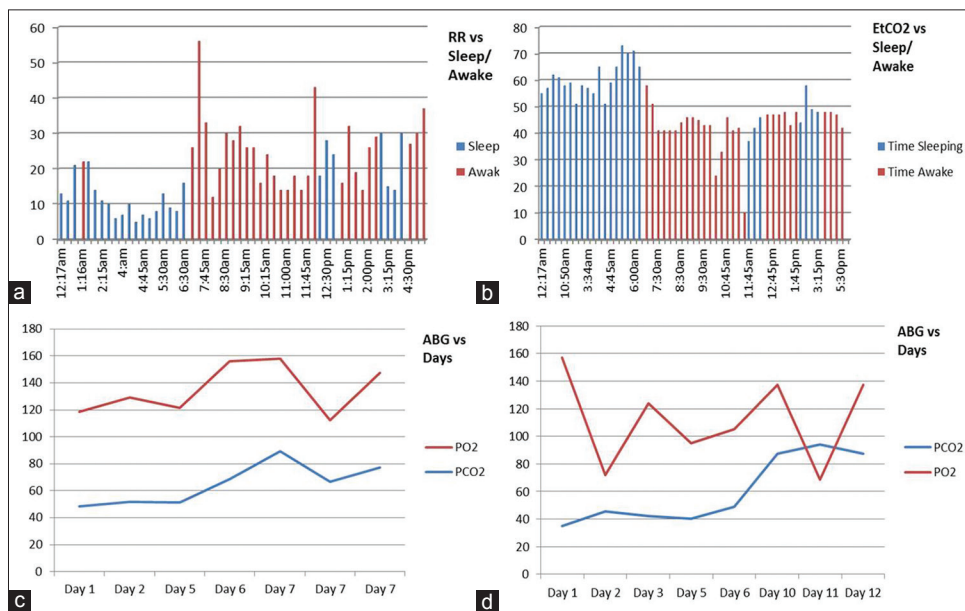 60
50
40
30
20
10
0
12:17am
1:16am
2:15am
4:am
4:45am
5:30am
6:30am
7:45am
8:30am
9:15am
10:15am
11:00am
11:45am
12:30pm
1:15pm
2:00pm
3:15pm
4:30pm
RR vs
Sleep/
Awake
Sleep
Awak
a
80
70
60
50
40
30
20
10
0
12:17am
10:50am
3:34am
4:45am
6:00am
7:30am
8:30am
9:30am
10:45am
11:45am
12:45pm
1:45pm
3:15pm
5:30pm
EtCO2 vs
Sleep/
Awake
Time Sleeping
Time Awake
b
180
160
140
120
100
80
60
40
20
0
Day 1
Day 2
Day 5
Day 6
Day 7
Day 7
Day 7
ABG vs
Days
PO2
PCO2
c
180
160
140
120
100
80
60
40
20
0
Day 1
Day 2
Day 3
Day 5
Day 6
Day 10
Day 11
Day 12
ABG vs
Days
PCO2
PO2
d